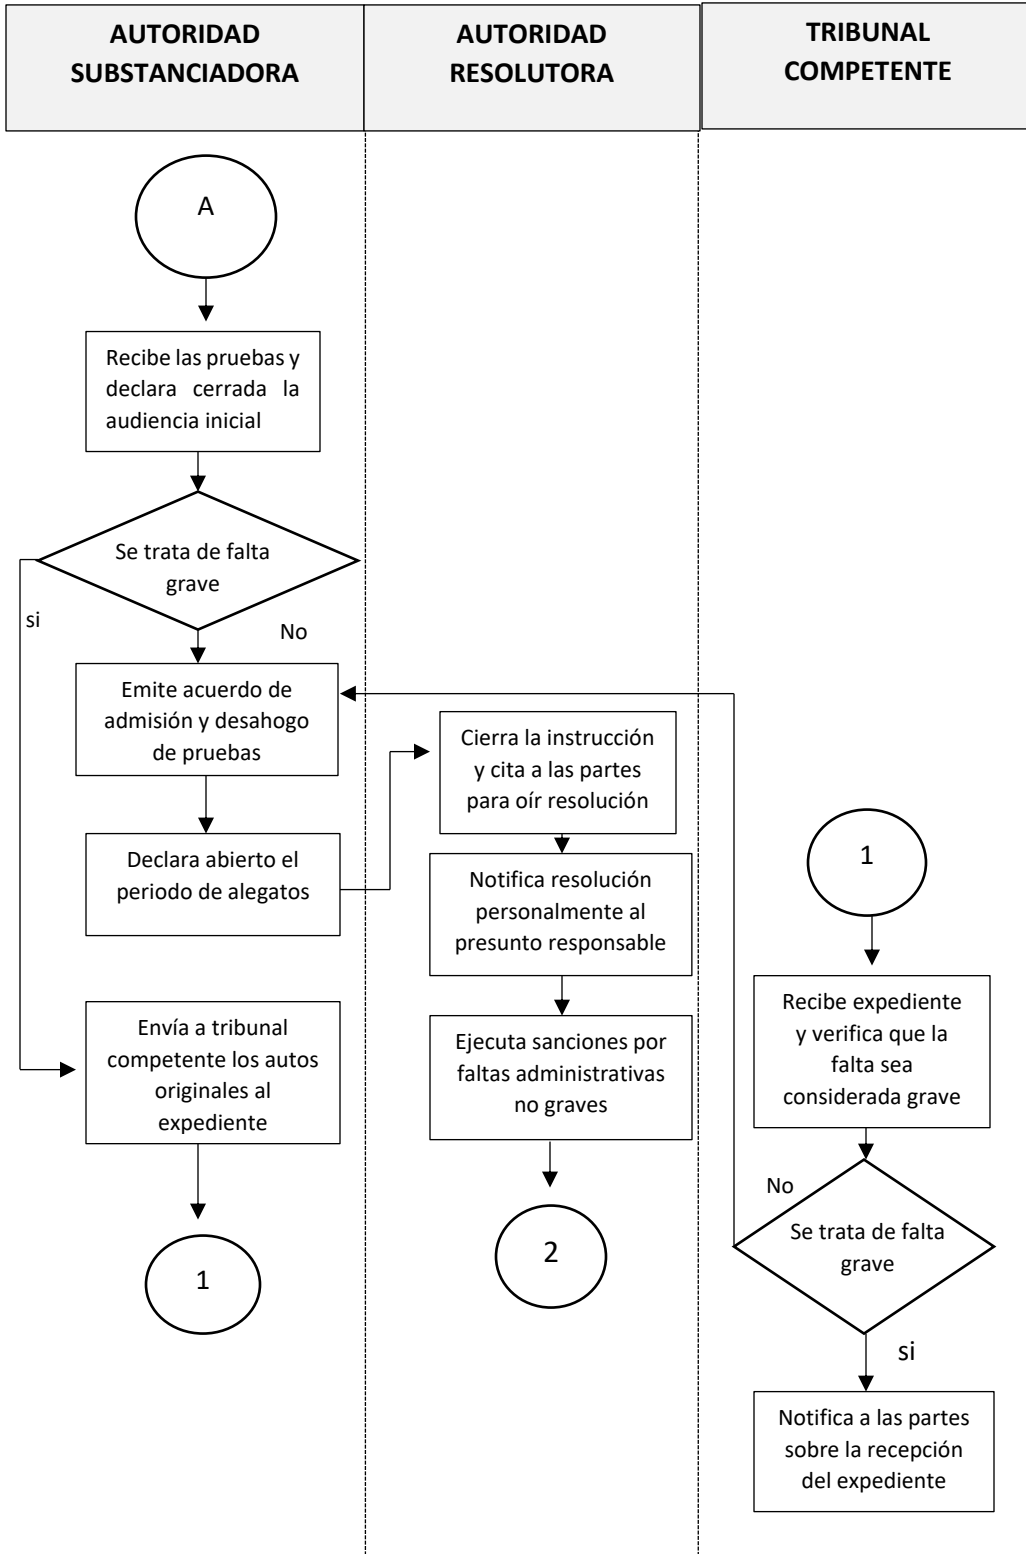 AUTORIDAD
SUBSTANCIADORA
AUTORIDAD
RESOLUTORA
TRIBUNAL
COMPETENTE
A
Recibe las pruebas y
declara cerrada la
audiencia inicial
Se trata de falta
grave
si
No
Emite acuerdo de
admisión y desahogo
de pruebas
Declara abierto el
periodo de alegatos
Envía a tribunal
competente los autos
originales al
expediente
1
Cierra la instrucción
y cita a las partes
para oír resolución
Notifica resolución
personalmente al
presunto responsable
Ejecuta sanciones por
faltas administrativas
no graves
2
1
Recibe expediente
y verifica que la
falta sea
considerada grave
No
Se trata de falta
grave
si
Notifica a las partes
sobre la recepción
del expediente